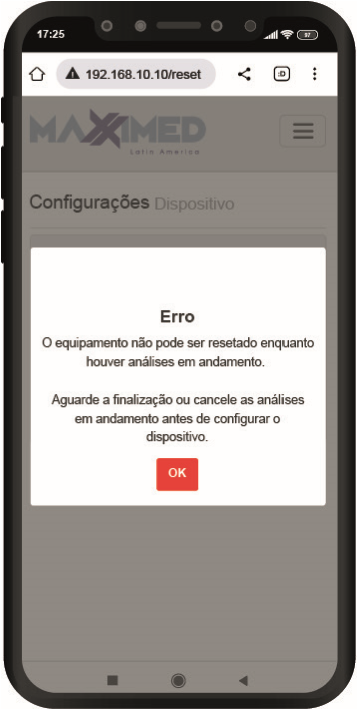 17:25
97
192.168.10.10/reset
:D
MAXXIMED
Latin America
Configurações Dispositivo
Erro
O equipamento não pode ser resetado enquanto
houver análises em andamento.
Aguarde a finalização ou cancele as análises
em andamento antes de configurar o
dispositivo.
OK